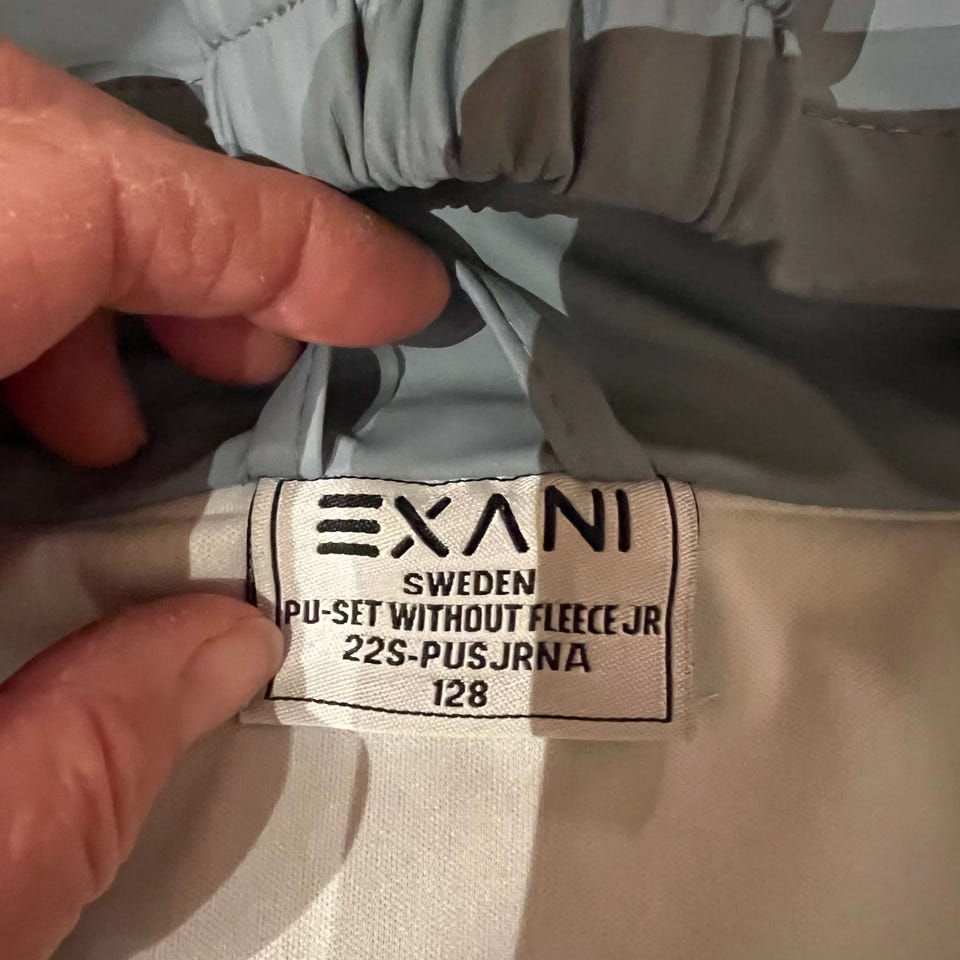 EXANI
SWEDEN
PU-SET WITHOUT FLEECE JR
22S-PUSJRNA
128